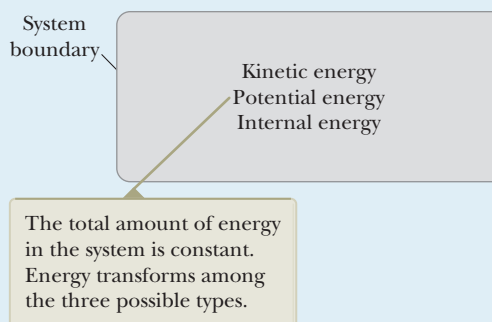 System
boundary
Kinetic energy
Potential energy
Internal energy
The total amount of energy
in the system is constant.
Energy transforms among
the three possible types.